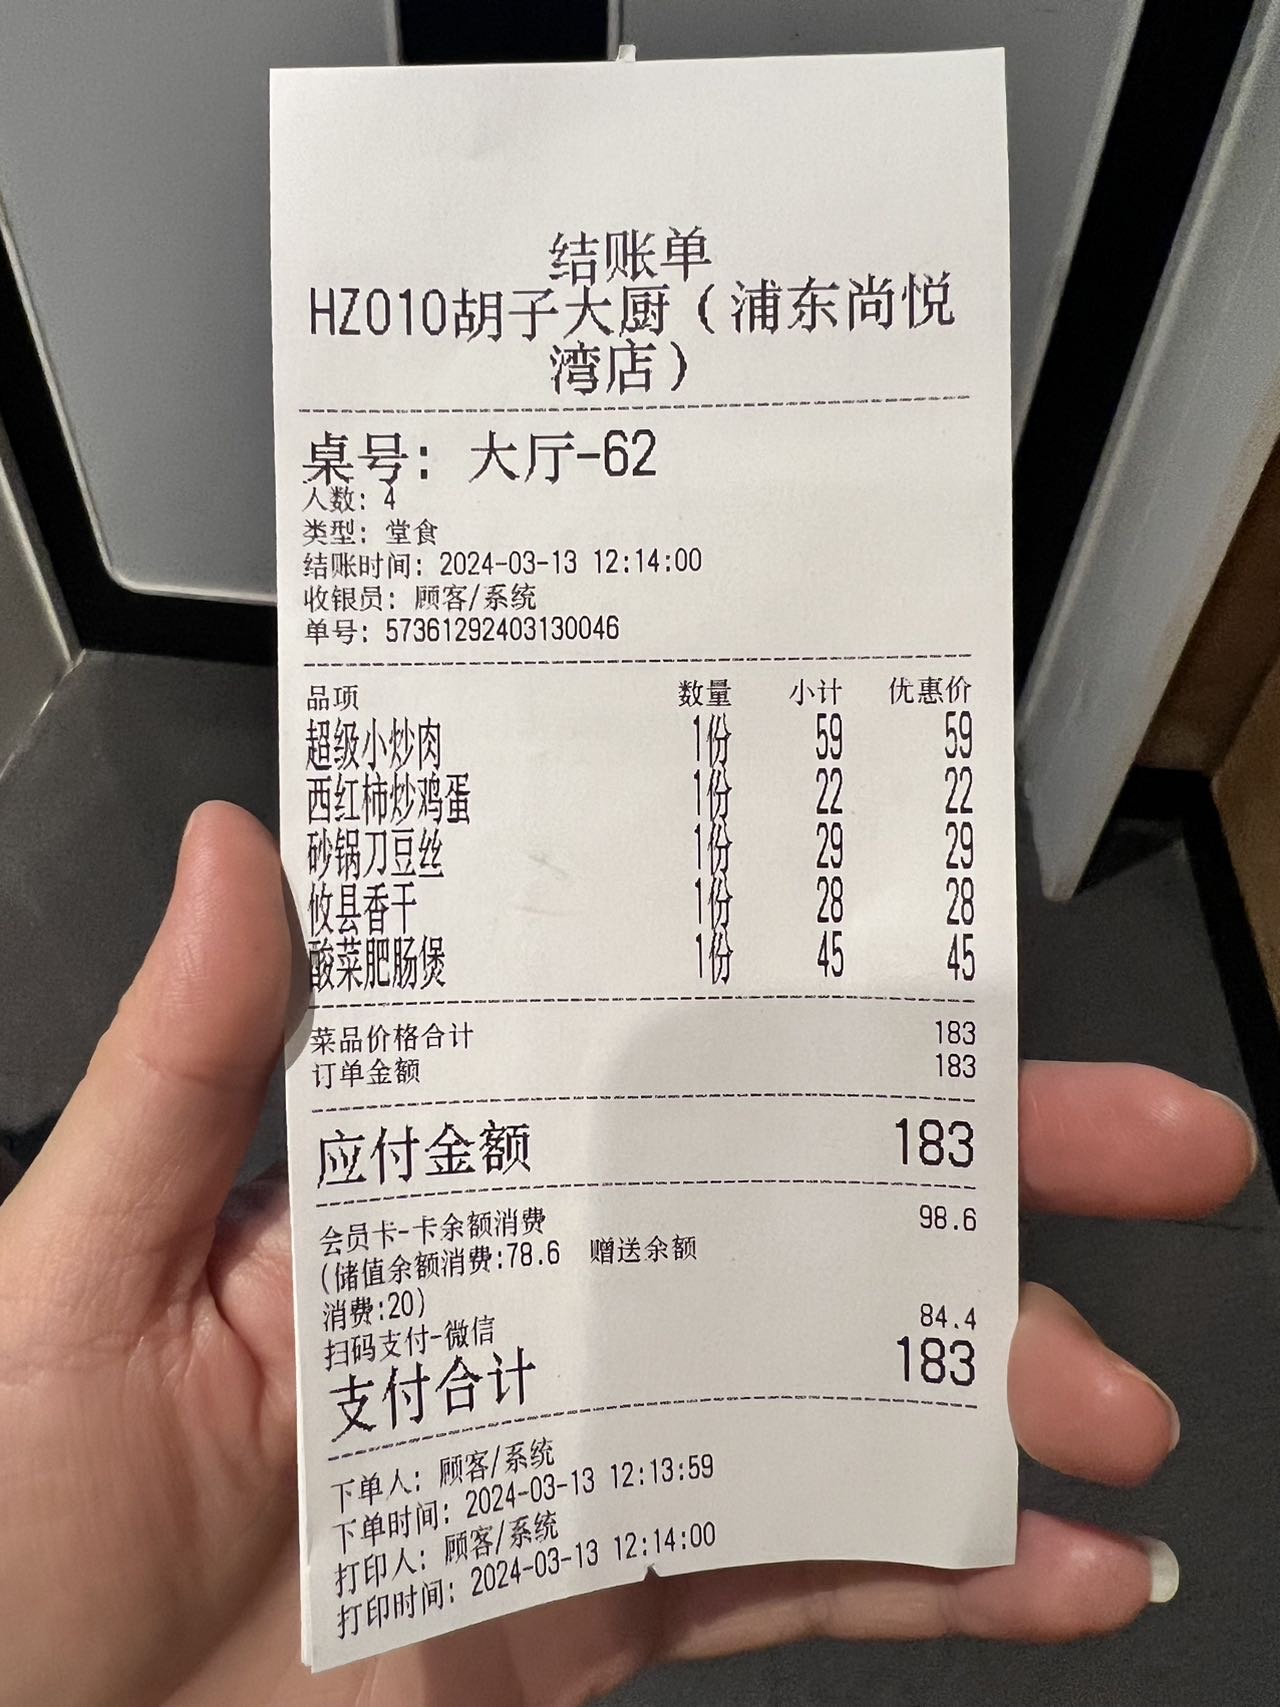 结账单
HZ010胡子大厨（浦东尚悦
湾店）
桌号：大厅-62
人数：4
类型：堂食
结账时间：2024-03-13 12:14:00
收银员：顾客/系统
单号：57361292403130046
品项 数量 小计 优惠价
超级小炒肉 1份 59 59
西红柿炒鸡蛋 1份 22 22
砂锅刀豆丝 1份 29 29
攸县香干 1份 28 28
酸菜肥肠煲 1份 45 45
菜品价格合计 183
订单金额 183
应付金额 183
会员卡-卡余额消费 98.6
(储值余额消费:78.6 赠送余额
消费:20)
扫码支付-微信 84.4
支付合计 183
下单人：顾客/系统
下单时间：2024-03-13 12:13:59
打印人：顾客/系统
打印时间：2024-03-13 12:14:00